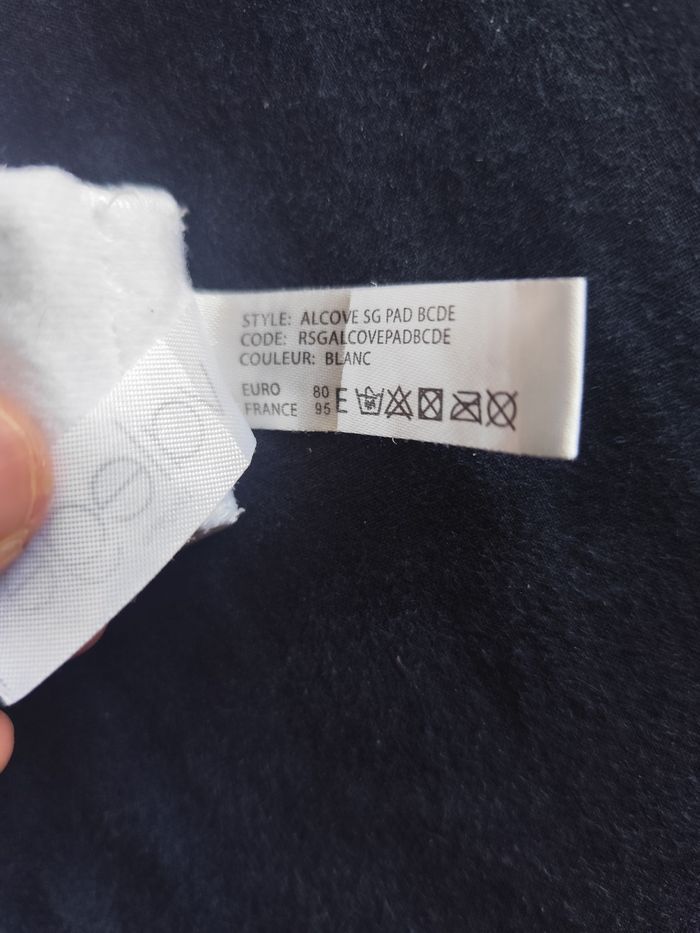 STYLE: ALCOVE SG PAD BCDE
CODE: RSGALCOVEPADBCDE
COULEUR: BLANC
EURO 80 E
FRANCE 95